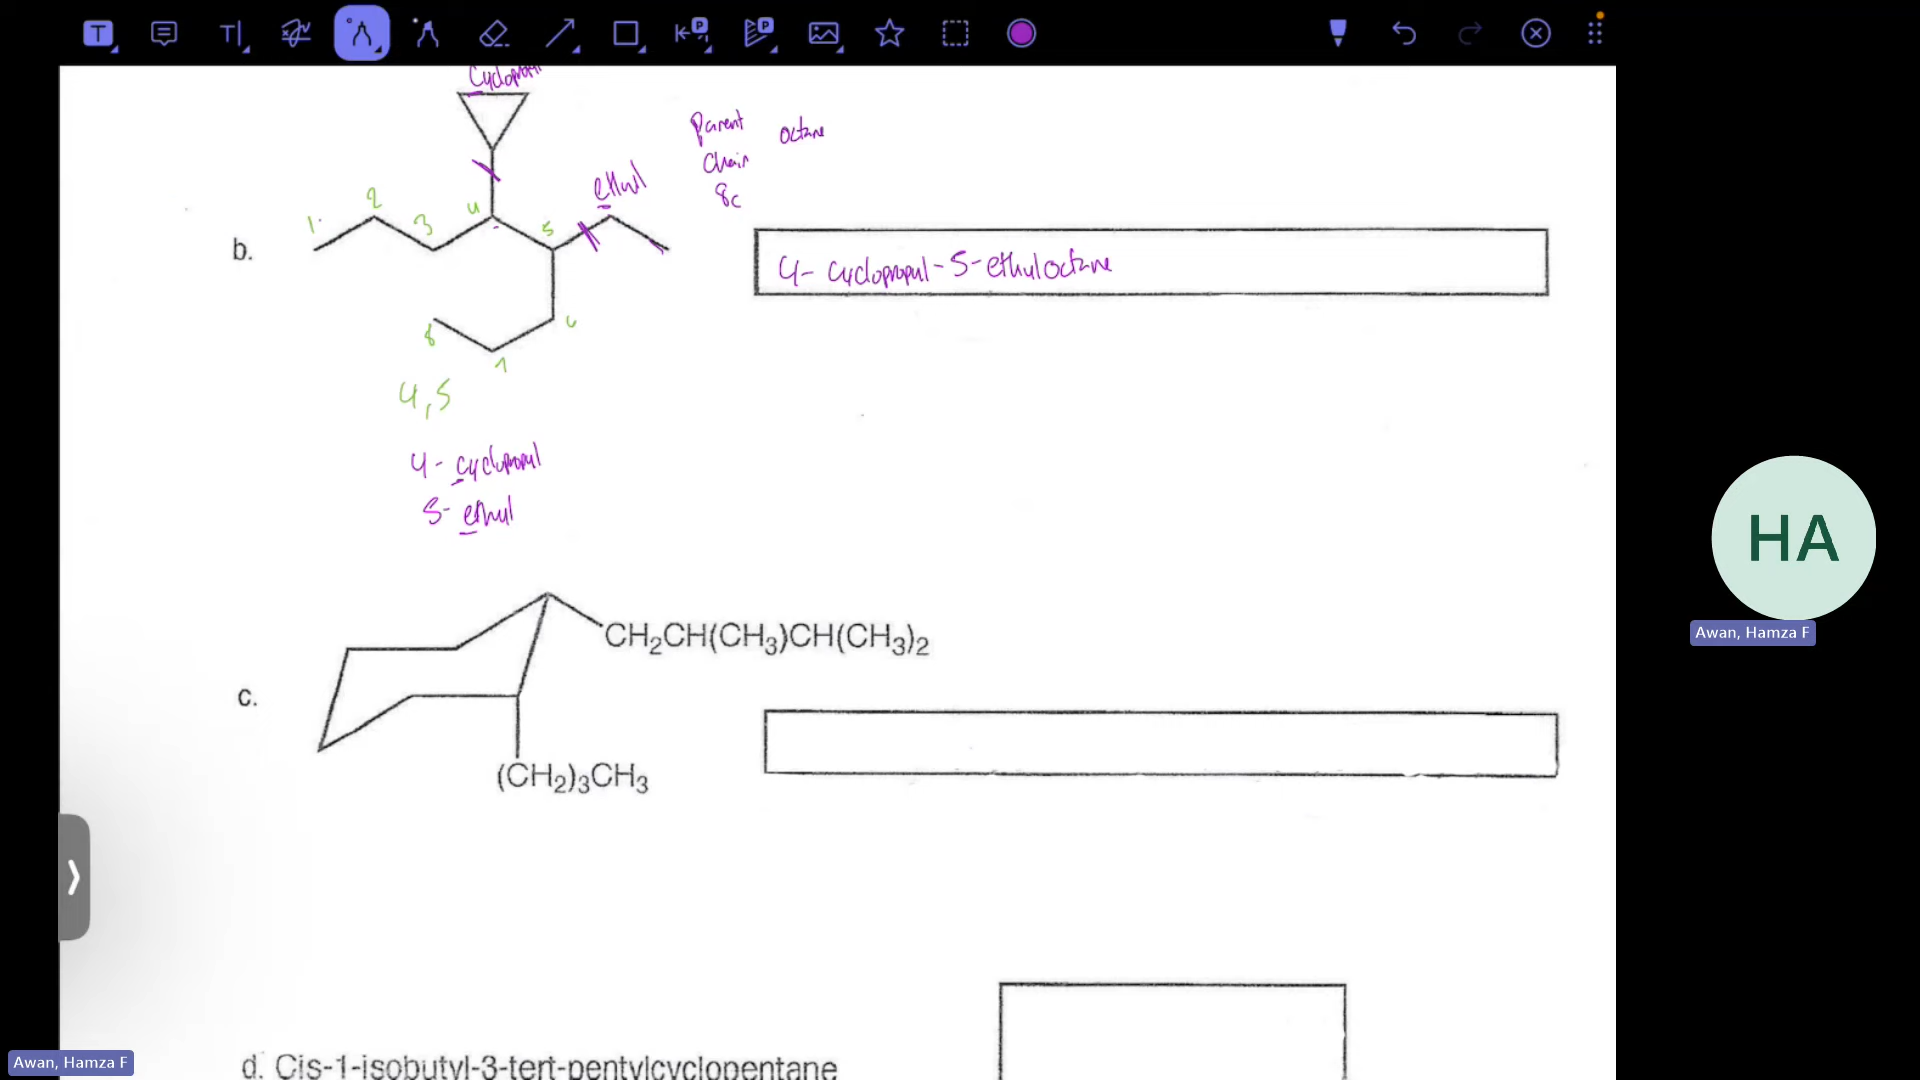 Cyclopropyl
Parent octane
Chain
8c
ethyl
1 2 3 4 5
b.
4- cyclopropyl-5-ethyloctane
8 7 6
4,5
4- cyclopropyl
5- ethyl
CH2CH(CH3)CH(CH3)2
c.
(CH2)3CH3
HA
Awan, Hamza F
Awan, Hamza F
d. Cis-1-isobutyl-3-tert-pentylcyclopentane